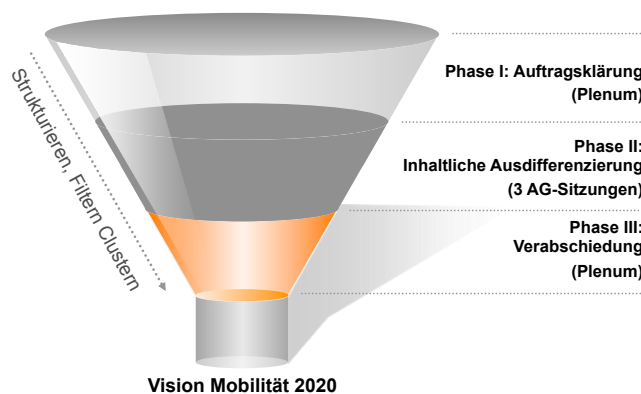 Phase I: Auftragsklärung
(Plenum)
Strukturieren, Filtern Clustern
Phase II:
Inhaltliche Ausdifferenzierung
(3 AG-Sitzungen)
Phase III:
Verabschiedung
(Plenum)
Vision Mobilität 2020